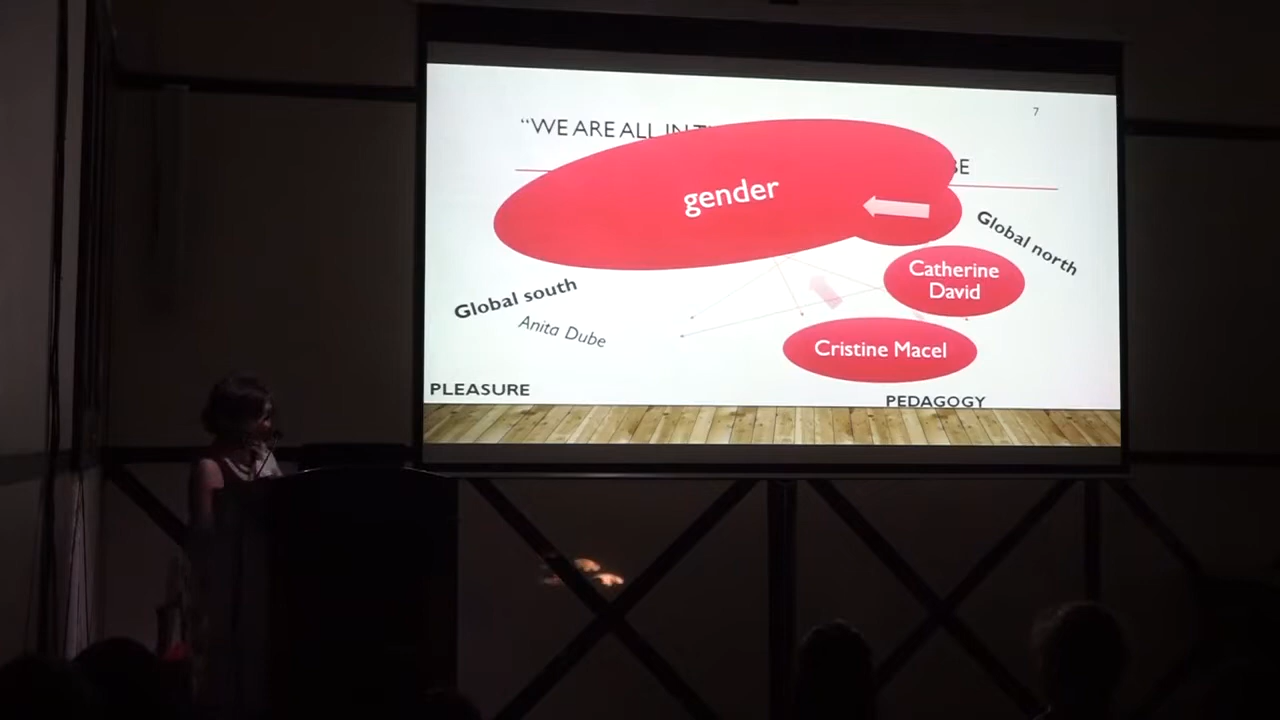 7
“WE ARE ALL IN
gender
Global north
Catherine
David
Global south
Anita Dube
Cristine Macel
PLEASURE
PEDAGOGY